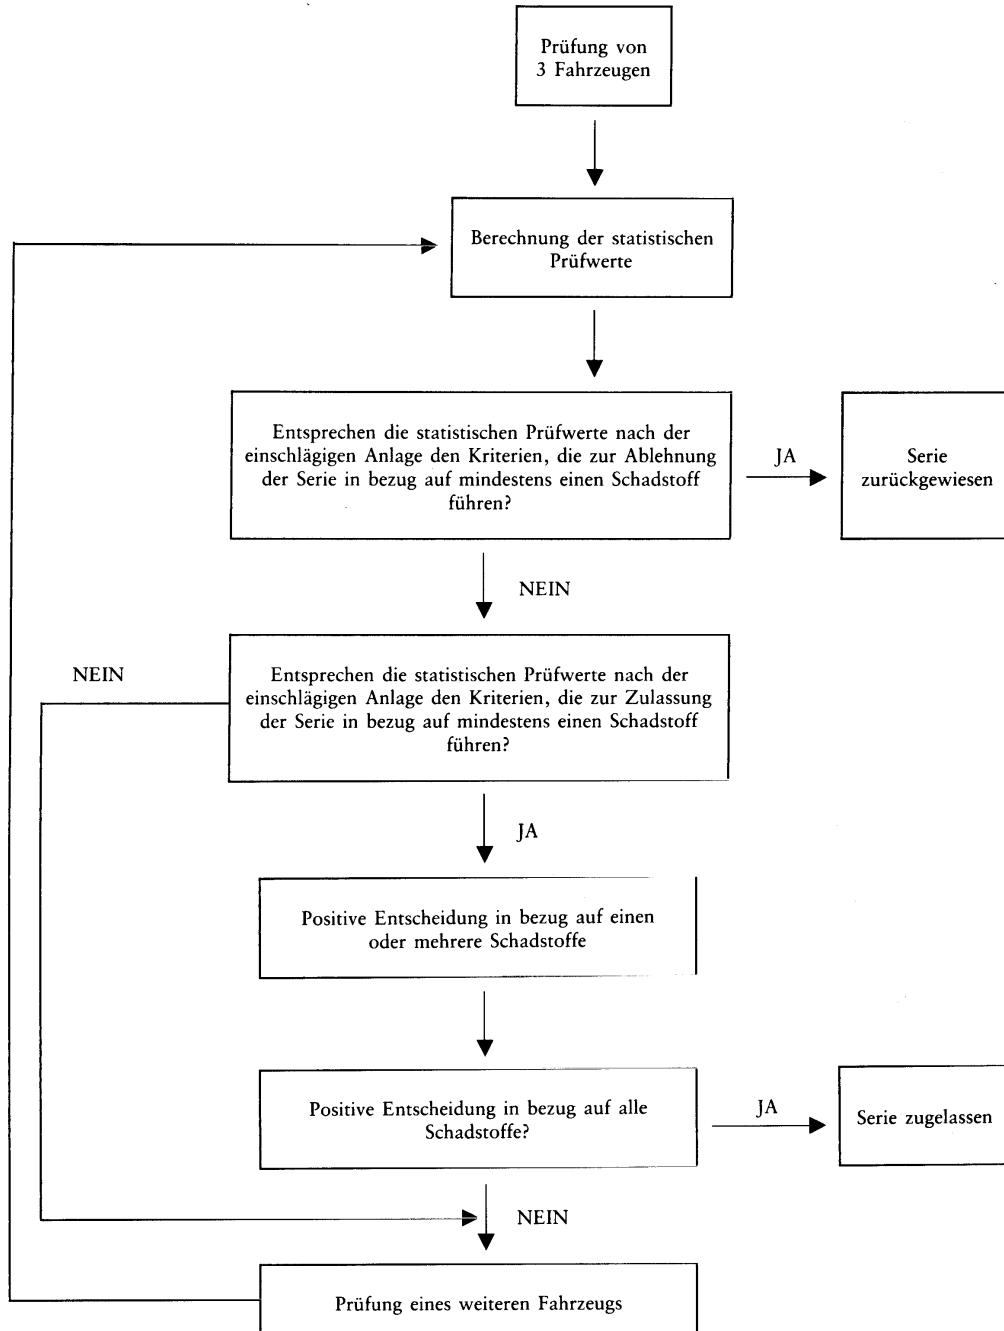 Prüfung von
3 Fahrzeugen
Berechnung der statistischen
Prüfwerte
Entsprechen die statistischen Prüfwerte nach der
einschlägigen Anlage den Kriterien, die zur Ablehnung
der Serie in bezug auf mindestens einen Schadstoff
führen?
JA
Serie
zurückgewiesen
NEIN
NEIN
Entsprechen die statistischen Prüfwerte nach der
einschlägigen Anlage den Kriterien, die zur Zulassung
der Serie in bezug auf mindestens einen Schadstoff
führen?
JA
Positive Entscheidung in bezug auf einen
oder mehrere Schadstoffe
Positive Entscheidung in bezug auf alle
Schadstoffe?
JA
Serie zugelassen
NEIN
Prüfung eines weiteren Fahrzeugs